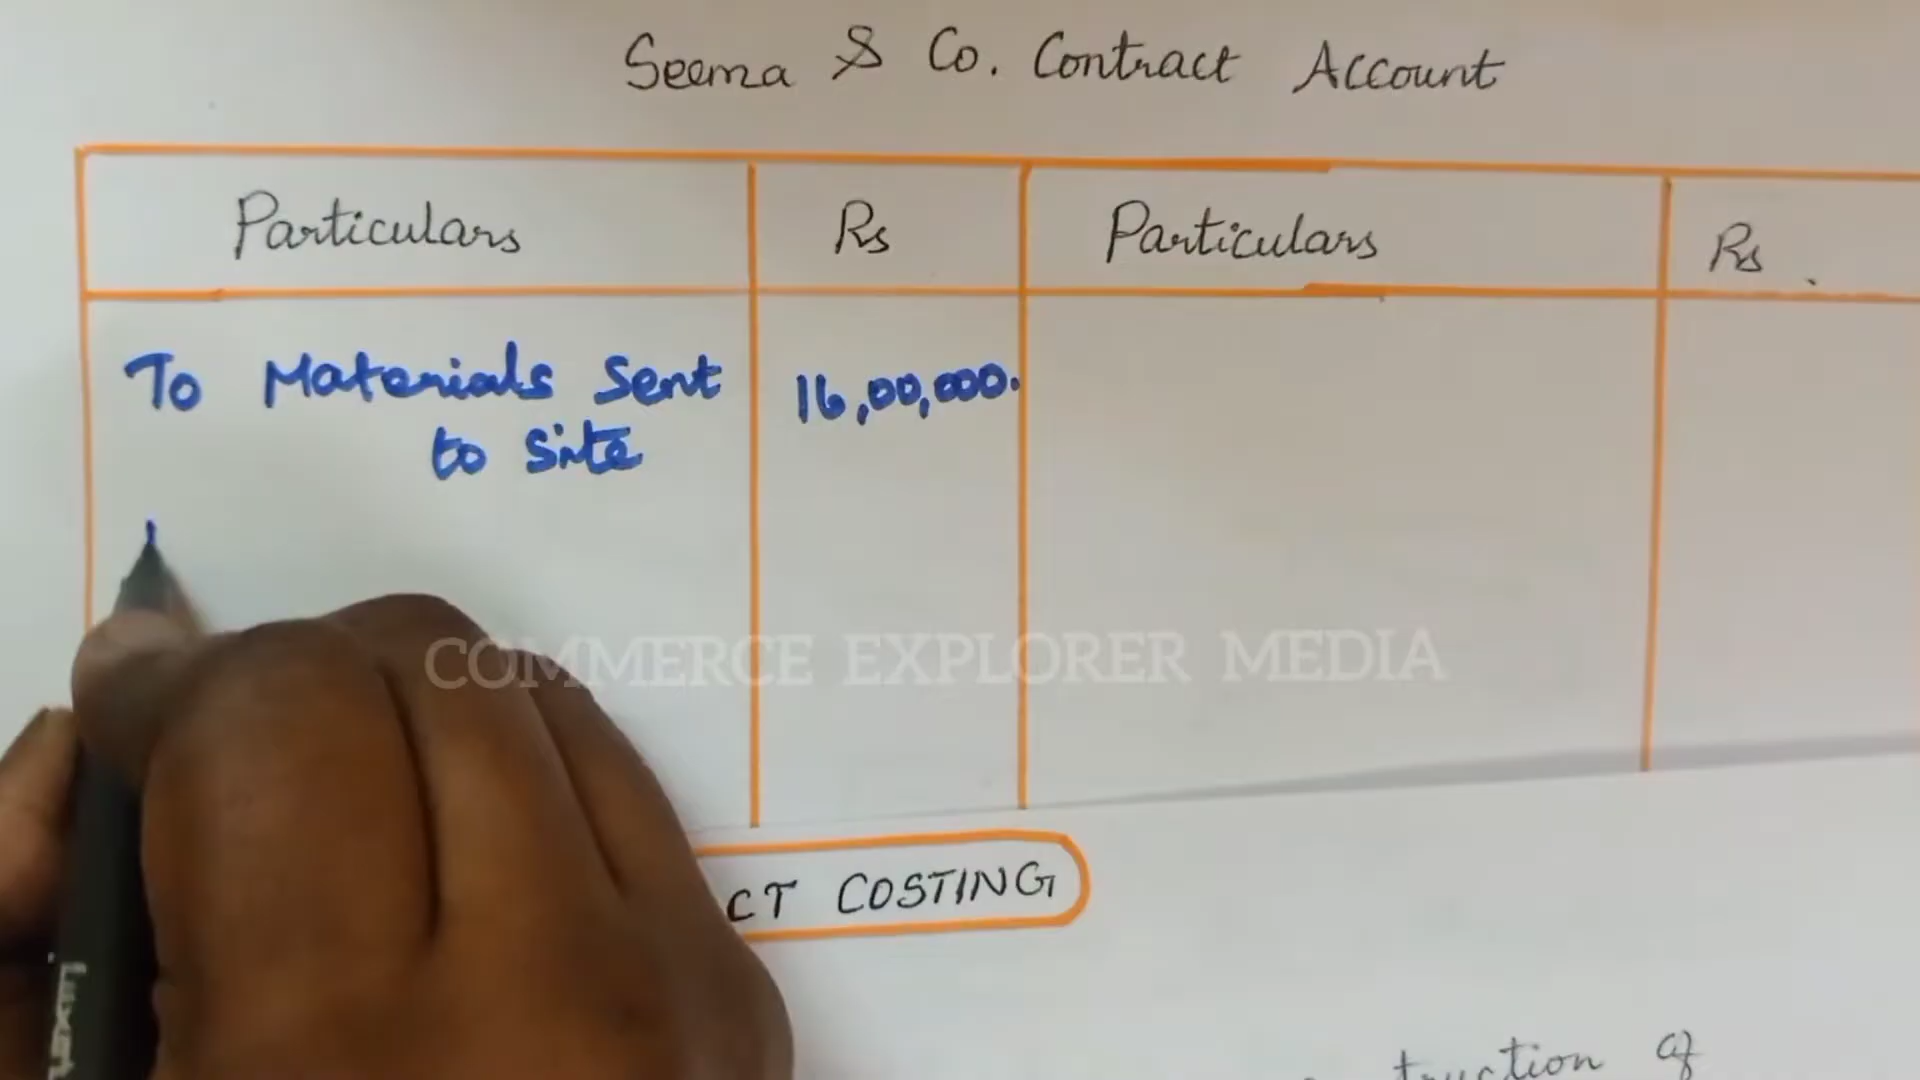 Seema & Co. Contract Account
Particulars Rs Particulars Rs
To Materials Sent 16,00,000.
to Site
COMMERCE EXPLORER MEDIA
CT COSTING
truction of
Luxor